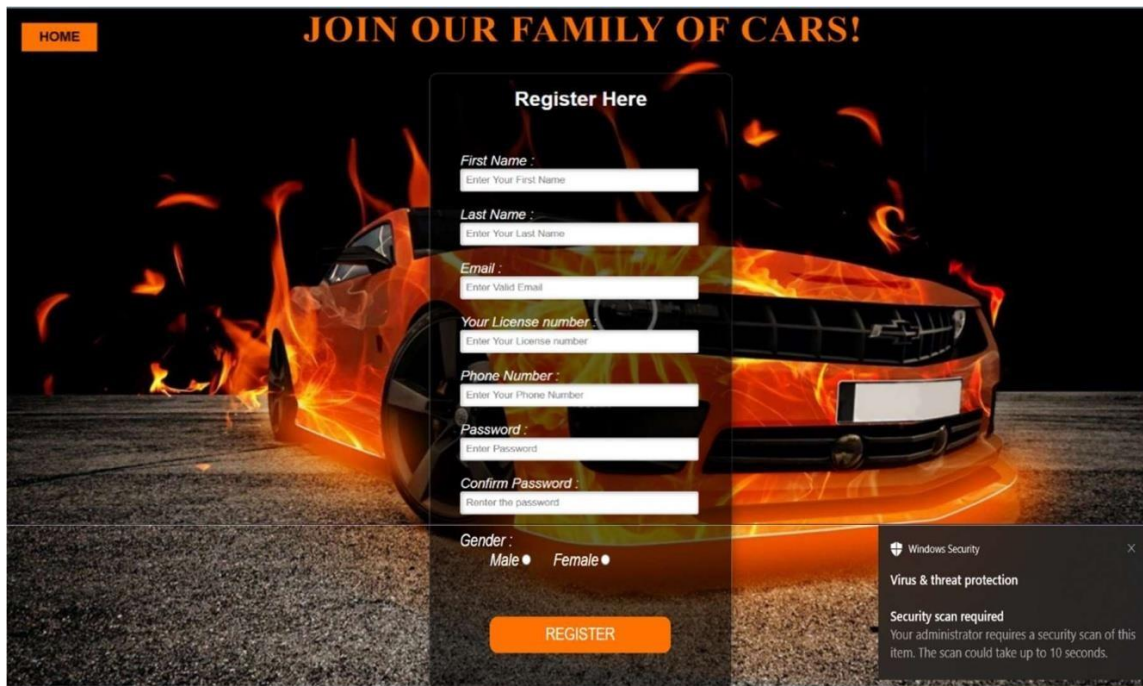 HOME
JOIN OUR FAMILY OF CARS!
Register Here
First Name :
Enter Your First Name
Last Name :
Enter Your Last Name
Email :
Enter Valid Email
Your License number :
Enter Your License number
Phone Number :
Enter Your Phone Number
Password :
Enter Password
Confirm Password :
Renter the password
Gender :
Male Female
REGISTER
Windows Security X
Virus & threat protection
Security scan required
Your administrator requires a security scan of this
item. The scan could take up to 10 seconds.